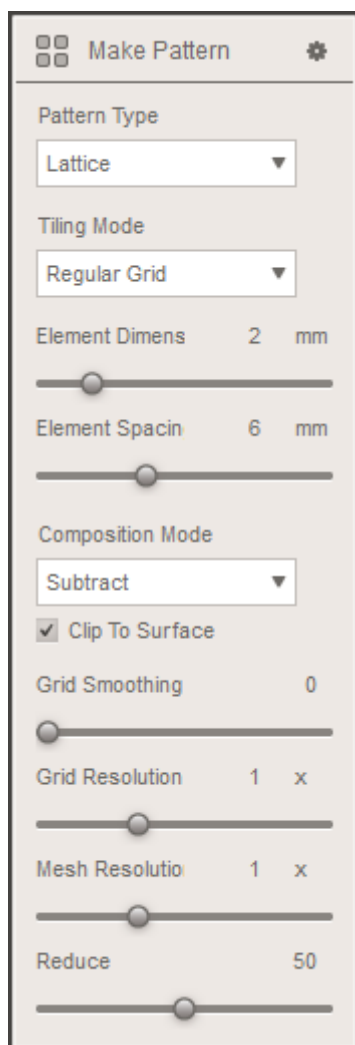 Make Pattern
Pattern Type
Lattice
Tiling Mode
Regular Grid
Element Dimens 2 mm
Element Spacin 6 mm
Composition Mode
Subtract
Clip To Surface
Grid Smoothing 0
Grid Resolution 1 x
Mesh Resolutio 1 x
Reduce 50